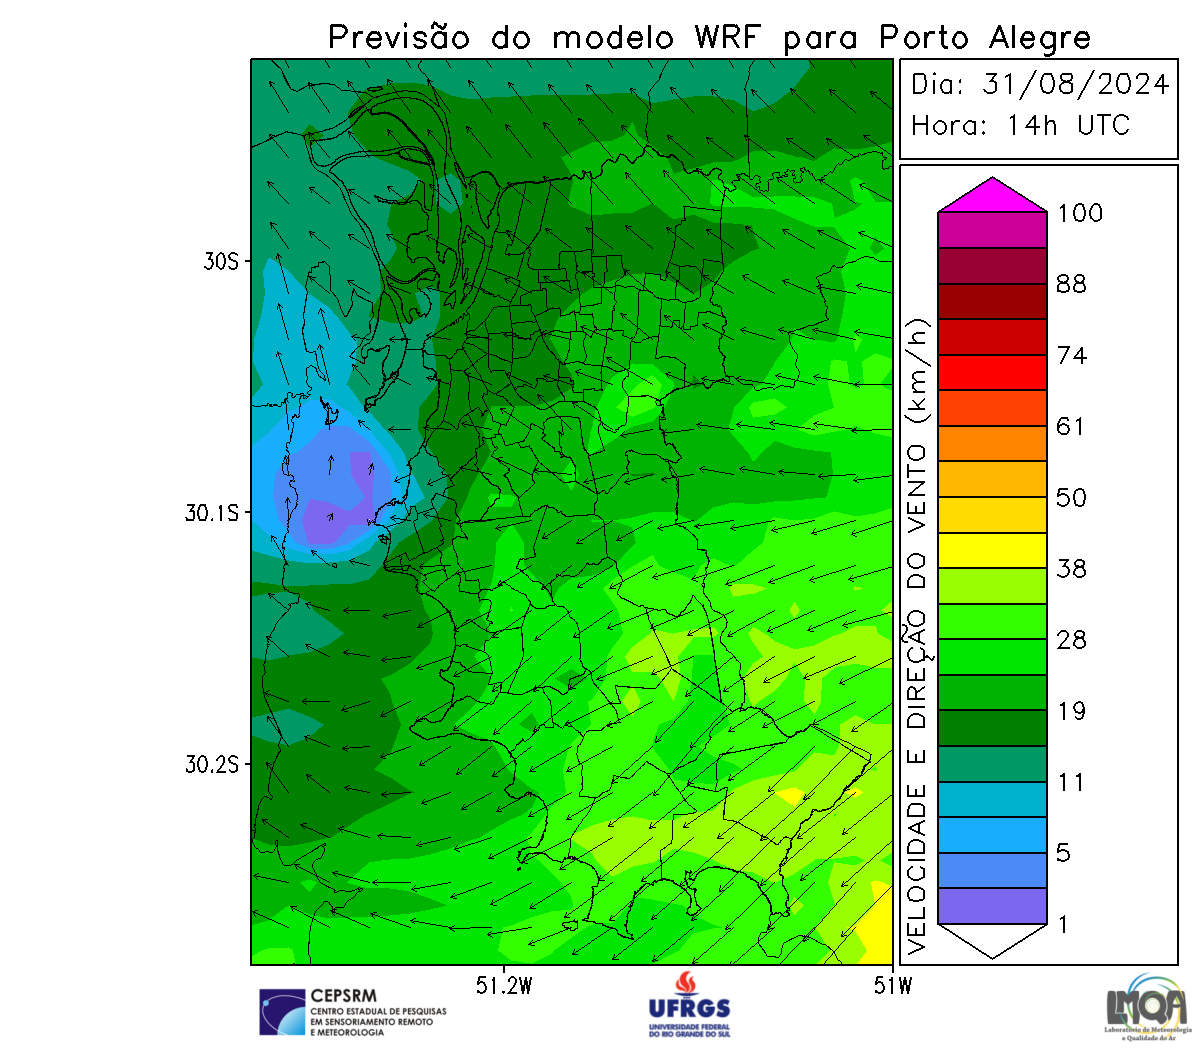 Previsão do modelo WRF para Porto Alegre
Dia: 31/08/2024
Hora: 14h UTC
100
88
74
61
50
38
28
19
11
5
1
VELOCIDADE E DIREÇÃO DO VENTO (km/h)
30S
30.1S
30.2S
51.2W
51W
CEPSRM
CENTRO ESTADUAL DE PESQUISAS
EM SENSORIAMENTO REMOTO
E METEOROLOGIA
UFRGS
UNIVERSIDADE FEDERAL
DO RIO GRANDE DO SUL
LMQA
Laboratório de Meteorologia
e Qualidade do Ar